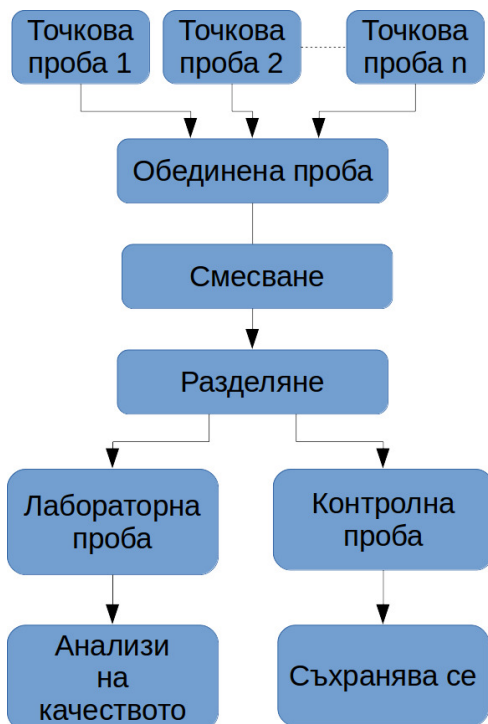 Точкова
проба 1
Точкова
проба 2
Точкова
проба n
Обединена проба
Смесване
Разделяне
Лабораторна
проба
Контролна
проба
Анализи
на
качеството
Съхранява се